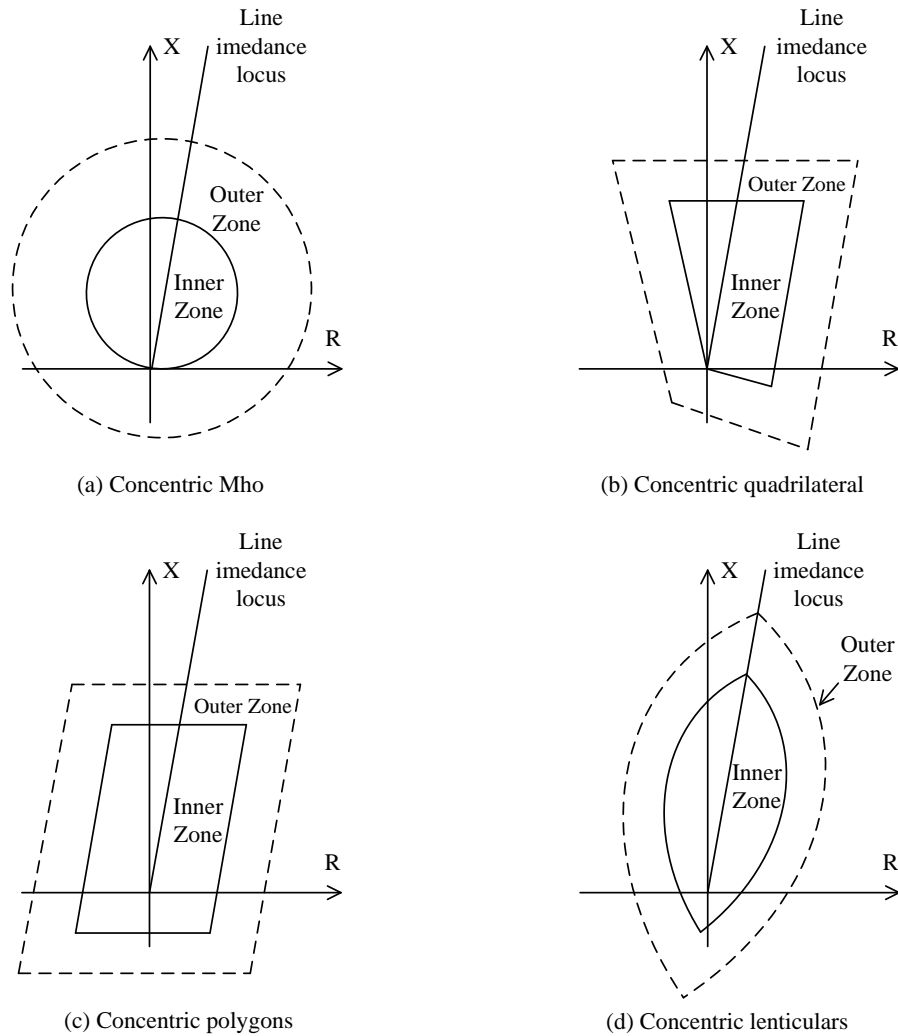 Line
imedance
locus
X
Outer
Zone
Inner
Zone
R
(a) Concentric Mho
Line
imedance
locus
X
Outer Zone
Inner
Zone
R
(b) Concentric quadrilateral
Line
imedance
locus
X
Outer Zone
Inner
Zone
R
(c) Concentric polygons
Line
imedance
locus
X
Outer
Zone
Inner
Zone
R
(d) Concentric lenticulars